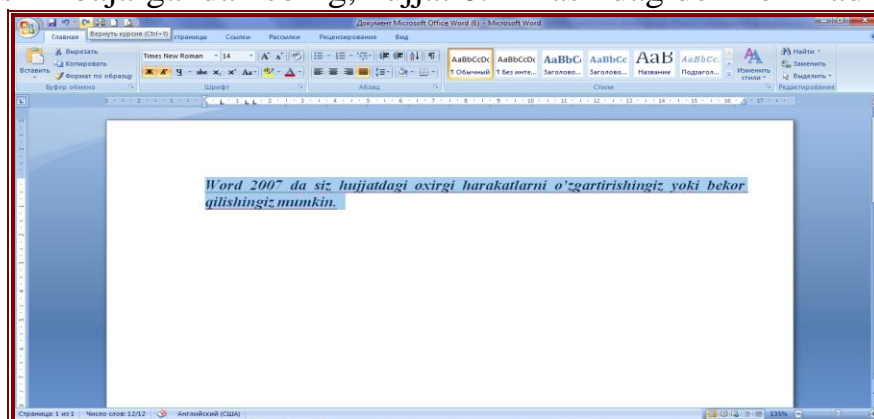 Документ Microsoft Office Word (6) - Microsoft Word
Вернуть курсив (Ctrl+Y)
Главная страницы Ссылки Рассылки Рецензирование Вид
Вставить
Вырезать
Копировать
Формат по образцу
Буфер обмена
Times New Roman 14
Шрифт
Абзац
AaBbCcDc AaBbCcDc AaBbC AaBbCc AaB AaBbCc.
Т Обычный Т Без инте... Заголово... Заголово... Название Подзагол...
Изменить стили
Стили
Найти
Заменить
Выделить
Редактирование
Word 2007 da siz hujjatdagi oxirgi harakatlarni o'zgartirishingiz yoki bekor
qilishingiz mumkin.
Страница: 1 из 1 Число слов: 12/12 Английский (США) 135%